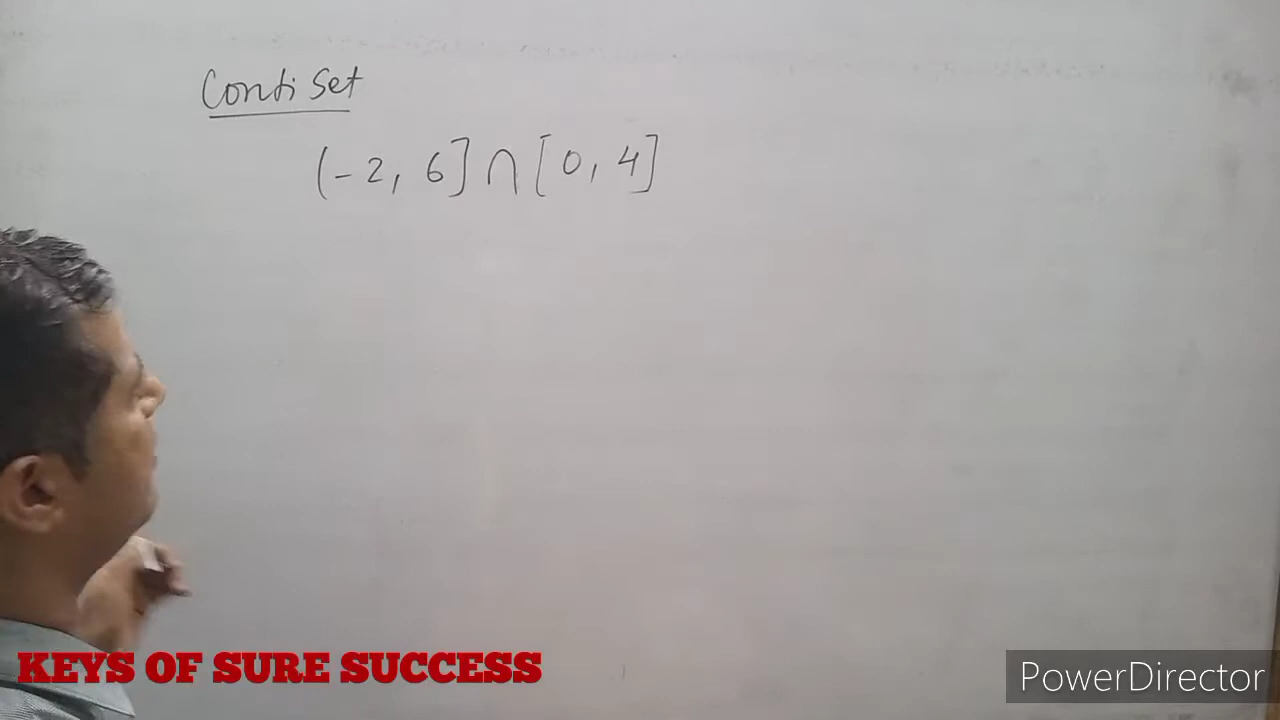 Conti Set
(-2, 6] ∩ [0, 4]
KEYS OF SURE SUCCESS
PowerDirector